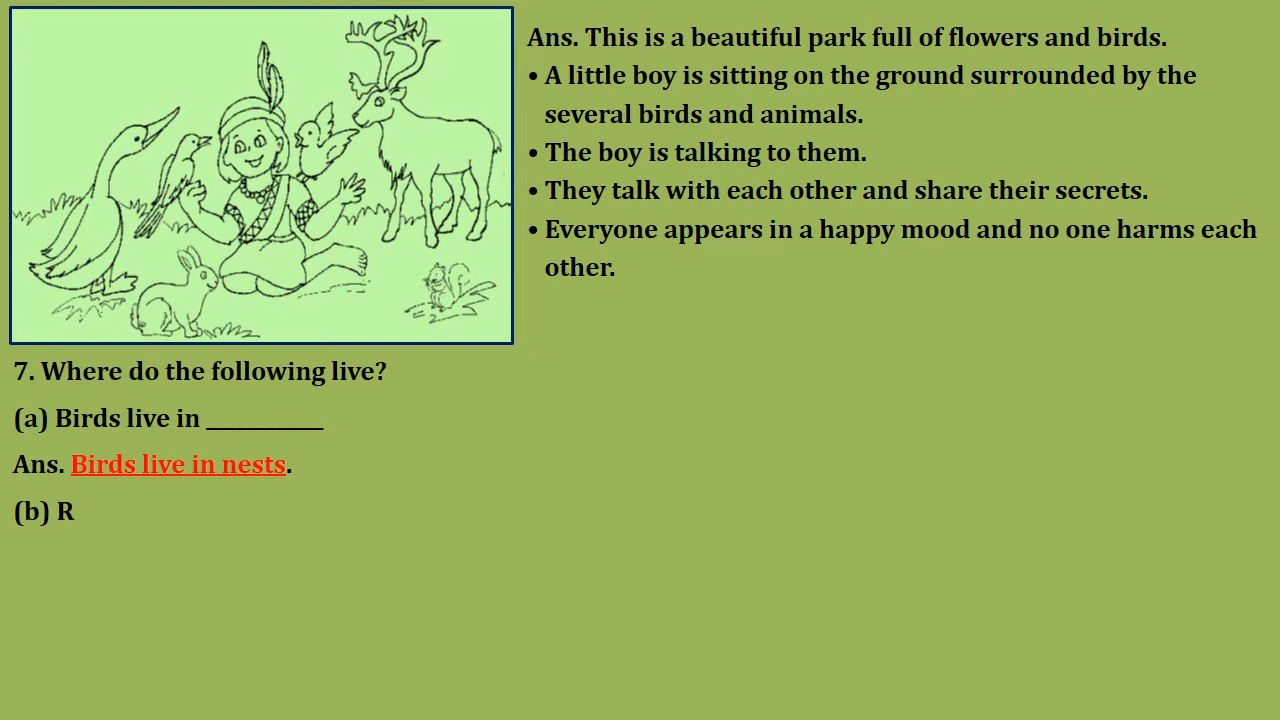 Ans. This is a beautiful park full of flowers and birds.
• A little boy is sitting on the ground surrounded by the
several birds and animals.
• The boy is talking to them.
• They talk with each other and share their secrets.
• Everyone appears in a happy mood and no one harms each
other.
7. Where do the following live?
(a) Birds live in ___________
Ans. Birds live in nests.
(b) R